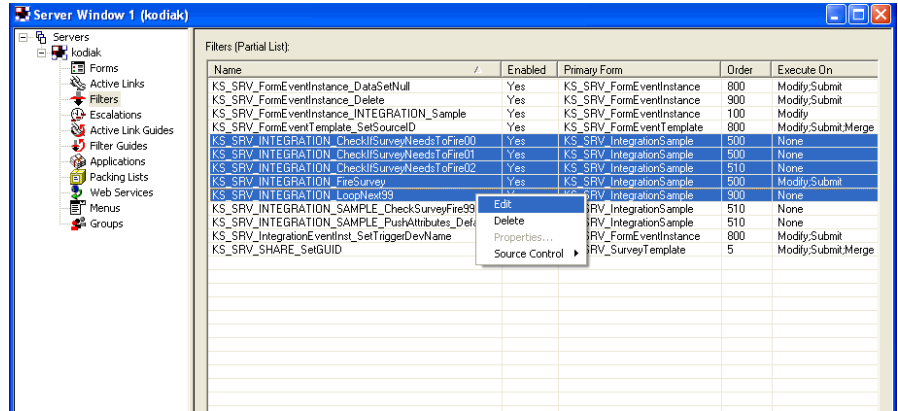 Server Window 1 (kodiak)
Servers
kodiak
Forms
Active Links
Filters
Escalations
Active Link Guides
Filter Guides
Applications
Packing Lists
Web Services
Menus
Groups
Filters (Partial List):
Name Enabled Primary Form Order Execute On
KS_SRV_FormEventInstance_DataSetNull Yes KS_SRV_FormEventInstance 800 Modify;Submit
KS_SRV_FormEventInstance_Delete Yes KS_SRV_FormEventInstance 900 Modify;Submit
KS_SRV_FormEventInstance_INTEGRATION_Sample Yes KS_SRV_FormEventInstance 100 Modify
KS_SRV_FormEventTemplate_SetSourceID Yes KS_SRV_FormEventTemplate 800 Modify;Submit;Merge
KS_SRV_INTEGRATION_CheckIfSurveyNeedsToFire00 Yes KS_SRV_IntegrationSample 500 None
KS_SRV_INTEGRATION_CheckIfSurveyNeedsToFire01 Yes KS_SRV_IntegrationSample 500 None
KS_SRV_INTEGRATION_CheckIfSurveyNeedsToFire02 Yes KS_SRV_IntegrationSample 510 None
KS_SRV_INTEGRATION_FireSurvey Yes KS_SRV_IntegrationSample 500 Modify;Submit
KS_SRV_INTEGRATION_LoopNext99 SRV_IntegrationSample 900 None
KS_SRV_INTEGRATION_SAMPLE_CheckSurveyFire99 SRV_IntegrationSample 510 None
KS_SRV_INTEGRATION_SAMPLE_PushAttributes_Defa SRV_IntegrationSample 510 None
KS_SRV_IntegrationEventInst_SetTriggerDevName SRV_FormEventInstance 800 Modify;Submit
KS_SRV_SHARE_SetGUID SRV_SurveyTemplate 5 Modify;Submit;Merge
Edit
Delete
Properties...
Source Control